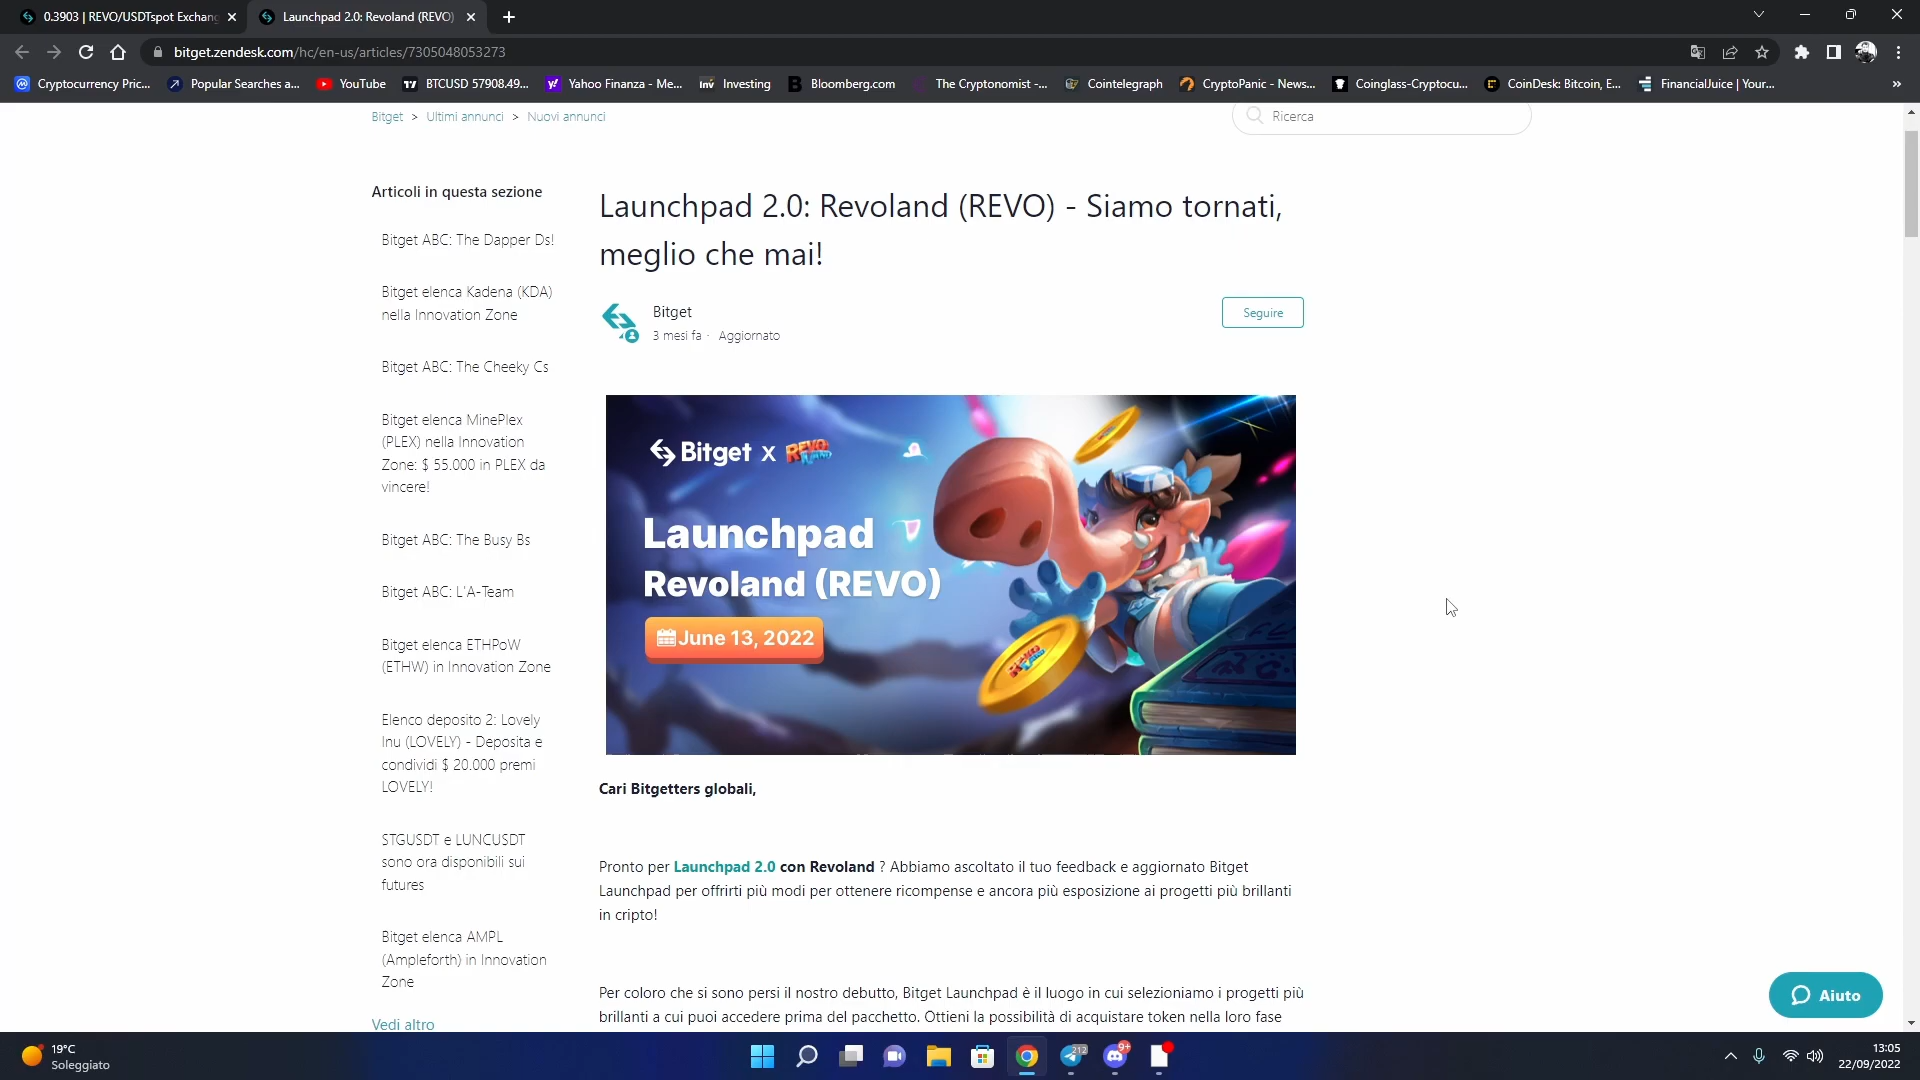 0.3903 | REVO/USDTspot Exchang
Launchpad 2.0: Revoland (REVO)
bitget.zendesk.com/hc/en-us/articles/7305048053273
Cryptocurrency Pric...
Popular Searches a...
YouTube
BTCUSD 57908.49...
Yahoo Finanza - Me...
Investing
Bloomberg.com
The Cryptonomist -...
Cointelegraph
CryptoPanic - News...
Coinglass-Cryptocu...
CoinDesk: Bitcoin, E...
FinancialJuice | Your...
»
Bitget > Ultimi annunci > Nuovi annunci
Ricerca
Articoli in questa sezione
Bitget ABC: The Dapper Ds!
Bitget elenca Kadena (KDA)
nella Innovation Zone
Bitget ABC: The Cheeky Cs
Bitget elenca MinePlex
(PLEX) nella Innovation
Zone: $ 55.000 in PLEX da
vincere!
Bitget ABC: The Busy Bs
Bitget ABC: L'A-Team
Bitget elenca ETHPoW
(ETHW) in Innovation Zone
Elenco deposito 2: Lovely
Inu (LOVELY) - Deposita e
condividi $ 20.000 premi
LOVELY!
STGUSDT e LUNCUSDT
sono ora disponibili sui
futures
Bitget elenca AMPL
(Ampleforth) in Innovation
Zone
Vedi altro
Launchpad 2.0: Revoland (REVO) - Siamo tornati,
meglio che mai!
Bitget
3 mesi fa · Aggiornato
Seguire
Bitget x REVO LAND
Launchpad
Revoland (REVO)
June 13, 2022
Cari Bitgetters globali,
Pronto per Launchpad 2.0 con Revoland ? Abbiamo ascoltato il tuo feedback e aggiornato Bitget
Launchpad per offrirti più modi per ottenere ricompense e ancora più esposizione ai progetti più brillanti
in cripto!
Per coloro che si sono persi il nostro debutto, Bitget Launchpad è il luogo in cui selezioniamo i progetti più
brillanti a cui puoi accedere prima del pacchetto. Ottieni la possibilità di acquistare token nella loro fase
Aiuto
19°C
Soleggiato
212
9+
13:05
22/09/2022